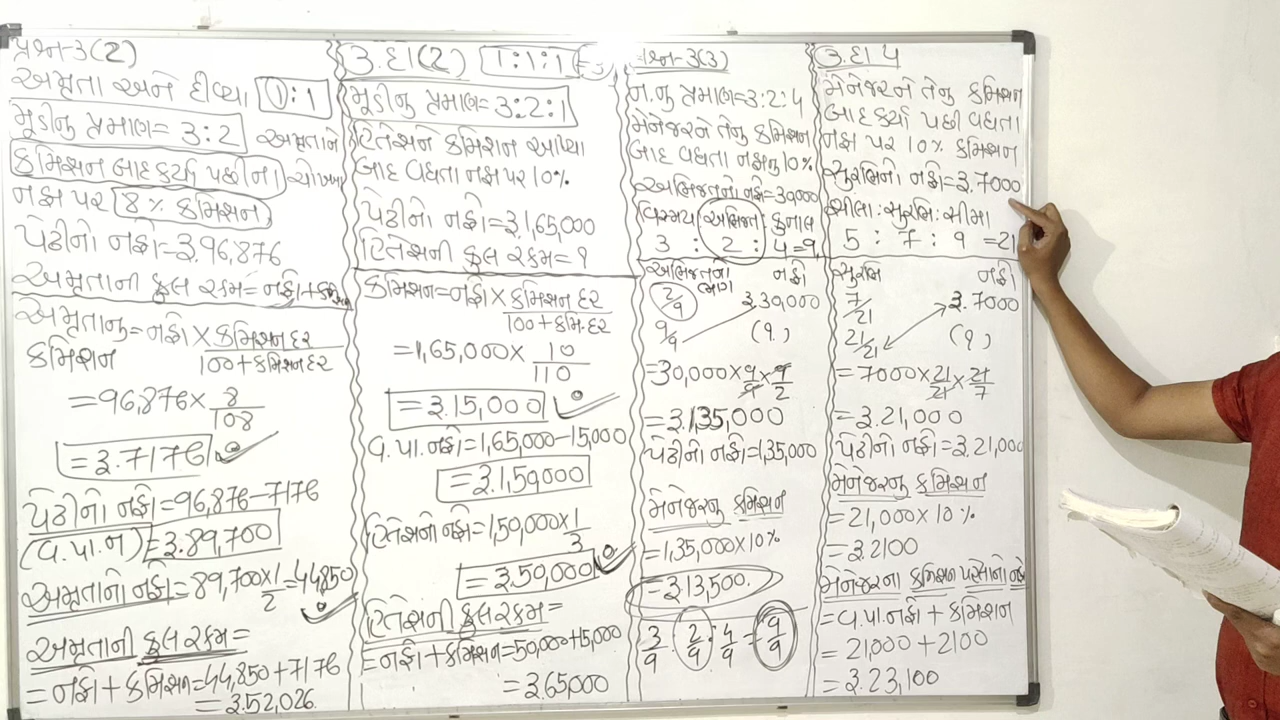 પ્રશ્ન-3(2)
અમૃતા અને દીવ્યા 1:1
મૂડીનુ પ્રમાણ= 3:2 અમૃતાને
કમિશન બાદ કર્યા પછીના ચોખ્ખા
નફા પર 8% કમિશન
પેઢીનો નફો=રૂ.96,876
અમૃતાની કુલ રકમ= નફો+કમિશન
અમૃતાનુ=નફો × કમિશન દર
કમિશન 100+કમિશન દર
=96,876× 8/108
=રૂ.7176
પેઢીનો નફો=96,876-7176
(વ.પા.ન) =રૂ.89,700
અમૃતાનો નફો=89,700×1/2=44,850
અમૃતાની કુલ રકમ=
=નફો+કમિશન=44,850+7176
=રૂ.52,026.
ઉ.દા(2) 1:1:1=3
મૂડીનુ પ્રમાણ=3:2:1
હિતેશને કમિશન આપ્યા
બાદ વધતા નફા પર 10%
પેઢીનો નફો=રૂ.1,65,000
હિતેશની કુલ રકમ=?
કમિશન=નફો × કમિશન દર
100+કમિ.દર
=1,65,000× 10/110
=રૂ.15,000
વ.પા.નફો=1,65,000-15,000
=રૂ.1,50,000
હિતેશનો નફો=1,50,000×1/3
=રૂ.50,000
હિતેશની કુલ રકમ=
=નફો+કમિશન=50,000+15,000
=રૂ.65,000
પ્રશ્ન-3(3)
ન.નુ પ્રમાણ=3:2:4
મેનેજરને તેનુ કમિશન
બાદ વધતા નફાનુ 10%
અભિજીતનો નફો=30,000
વિસ્મય અભિજીત કુનાલ
3 : 2 : 4=9
અભિજીતના ભાગ નફો
2/9 રૂ.30,000
9/9 (?)
=30,000×9/9×9/2
=રૂ.1,35,000
પેઢીનો નફો=1,35,000
મેનેજરનુ કમિશન
=1,35,000×10%
=રૂ.13,500.
3/9 : 2/9 : 4/9 = 9/9
ઉ.દા 4
મેનેજરને તેનુ કમિશન
બાદ કર્યા પછી વધતા
નફા પર 10% કમિશન
સુરભિનો નફો=રૂ.7000
શીલા:સુરભિ:સીમા
5 : 7 : 9 =21
સુરભિ નફો
7/21 રૂ.7000
21/21 (?)
=7000×21/21×21/7
=રૂ.21,000
પેઢીનો નફો=રૂ.21,000
મેનેજરનુ કમિશન
=21,000×10%
=રૂ.2100
મેનેજરના કમિશન પહેલાનો નફો
=વ.પા.નફો+કમિશન
=21,000+2100
=રૂ.23,100